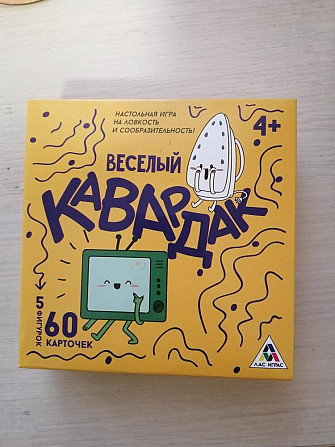 НАСТОЛЬНАЯ ИГРА
НА ЛОВКОСТЬ
И СООБРАЗИТЕЛЬНОСТЬ!
4+
ВЕСЕЛЫЙ
КАВАРДАК
5 ФИГУРОК
60
КАРТОЧЕК
ЛАС ИГРАС